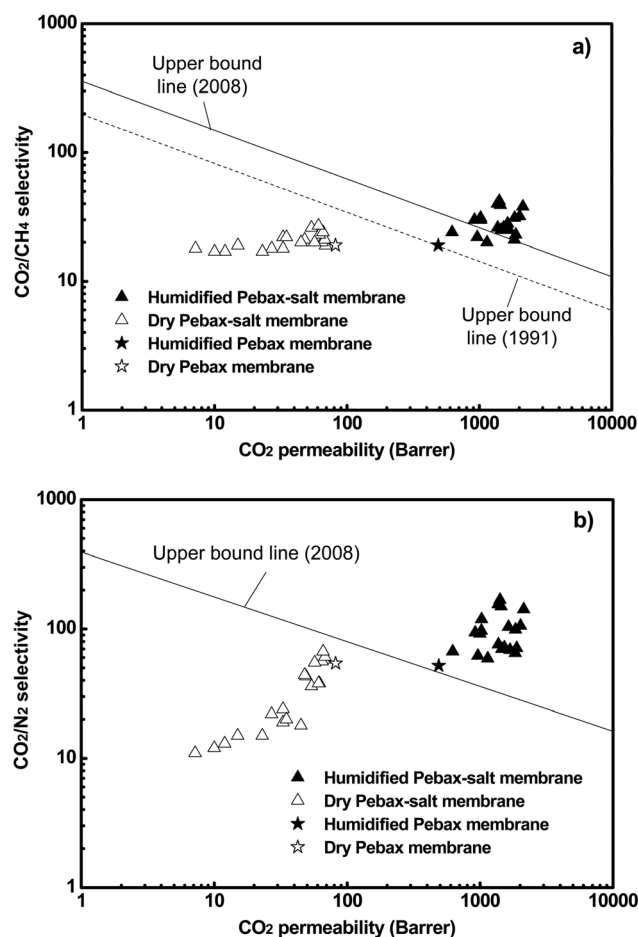 a)
1000
100
10
1
CO2/CH4 selectivity
Upper bound
line (2008)
Humidified Pebax-salt membrane
Dry Pebax-salt membrane
Humidified Pebax membrane
Dry Pebax membrane
Upper bound
line (1991)
1 10 100 1000 10000
CO2 permeability (Barrer)
b)
1000
100
10
1
CO2/N2 selectivity
Upper bound line (2008)
Humidified Pebax-salt membrane
Dry Pebax-salt membrane
Humidified Pebax membrane
Dry Pebax membrane
1 10 100 1000 10000
CO2 permeability (Barrer)